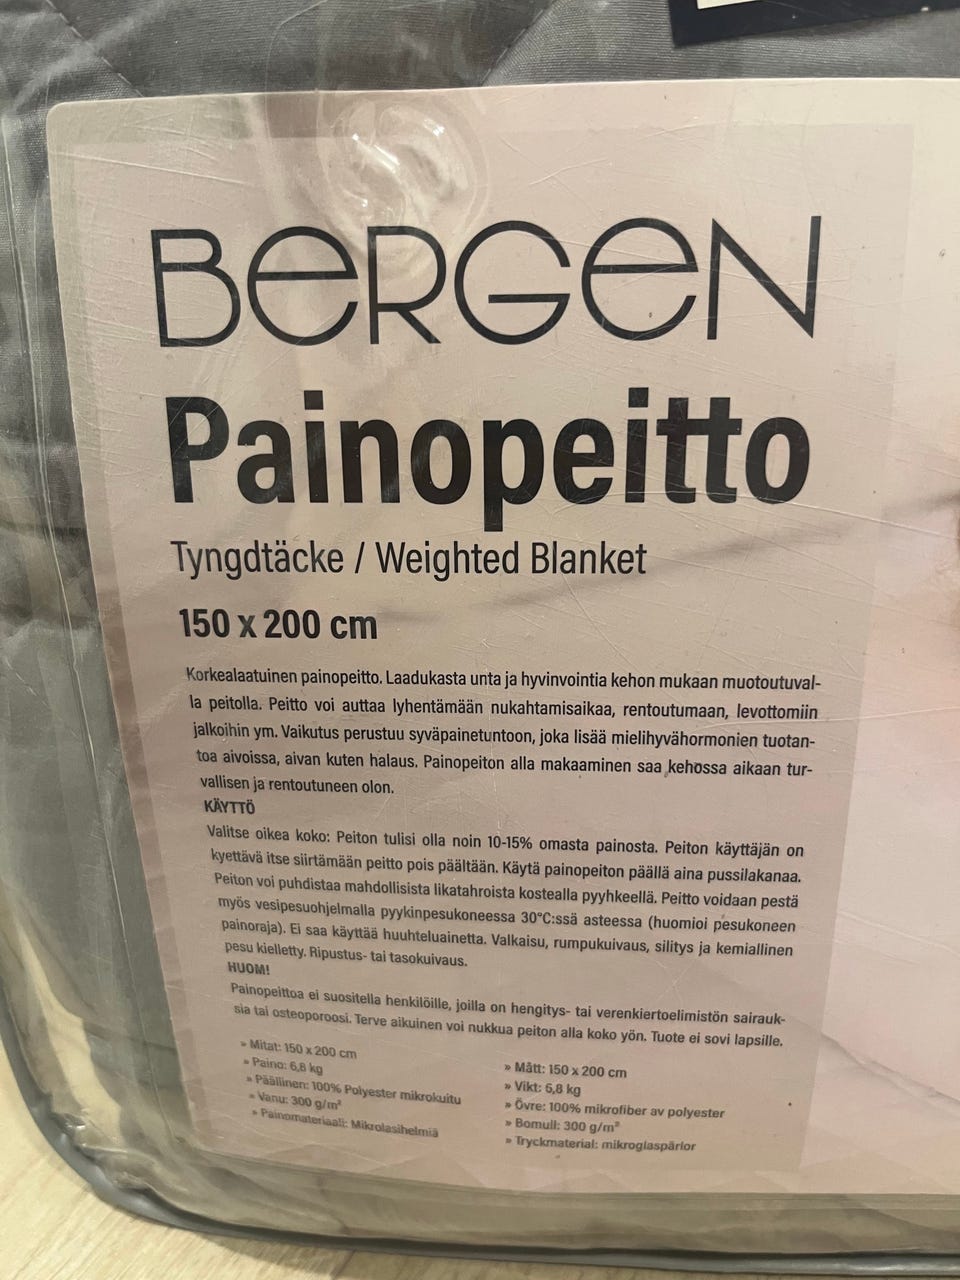 BERGEN
Painopeitto
Tyngdtäcke / Weighted Blanket
150 x 200 cm
Korkealaatuinen painopeitto. Laadukasta unta ja hyvinvointia kehon mukaan muotoutuval-
la peitolla. Peitto voi auttaa lyhentämään nukahtamisaikaa, rentoutumaan, levottomiin
jalkoihin ym. Vaikutus perustuu syväpainetuntoon, joka lisää mielihyvähormonien tuotan-
toa aivoissa, aivan kuten halaus. Painopeiton alla makaaminen saa kehossa aikaan tur-
vallisen ja rentoutuneen olon.
KÄYTTÖ
Valitse oikea koko: Peiton tulisi olla noin 10-15% omasta painosta. Peiton käyttäjän on
kyettävä itse siirtämään peitto pois päältään. Käytä painopeiton päällä aina pussilakanaa.
Peiton voi puhdistaa mahdollisista likatahroista kostealla pyyhkeellä. Peitto voidaan pestä
myös vesipesuohjelmalla pyykinpesukoneessa 30°C:ssä asteessa (huomioi pesukoneen
painoraja). Ei saa käyttää huuhteluainetta. Valkaisu, rumpukuivaus, silitys ja kemiallinen
pesu kielletty. Ripustus- tai tasokuivaus.
HUOM!
Painopeittoa ei suositella henkilöille, joilla on hengitys- tai verenkiertoelimistön sairauk-
sia tai osteoporoosi. Terve aikuinen voi nukkua peiton alla koko yön. Tuote ei sovi lapsille.
» Mitat: 150 x 200 cm
» Paino: 6,8 kg
» Päällinen: 100% Polyester mikrokuitu
» Vanu: 300 g/m²
» Painomateriaali: Mikrolasihelmiä
» Mått: 150 x 200 cm
» Vikt: 6,8 kg
» Övre: 100% mikrofiber av polyester
» Bomull: 300 g/m²
» Tryckmaterial: mikroglaspärlor